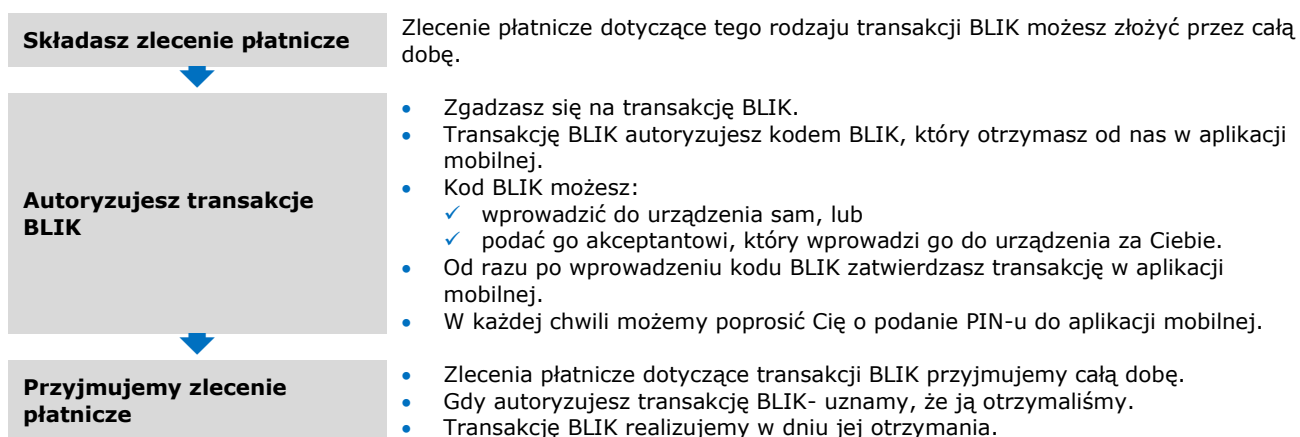 Składasz zlecenie płatnicze
Zlecenie płatnicze dotyczące tego rodzaju transakcji BLIK możesz złożyć przez całą
dobę.
Autoryzujesz transakcje
BLIK
• Zgadzasz się na transakcję BLIK.
• Transakcję BLIK autoryzujesz kodem BLIK, który otrzymasz od nas w aplikacji
mobilnej.
• Kod BLIK możesz:
✓ wprowadzić do urządzenia sam, lub
✓ podać go akceptantowi, który wprowadzi go do urządzenia za Ciebie.
• Od razu po wprowadzeniu kodu BLIK zatwierdzasz transakcję w aplikacji
mobilnej.
• W każdej chwili możemy poprosić Cię o podanie PIN-u do aplikacji mobilnej.
Przyjmujemy zlecenie
płatnicze
• Zlecenia płatnicze dotyczące transakcji BLIK przyjmujemy całą dobę.
• Gdy autoryzujesz transakcję BLIK- uznamy, że ją otrzymaliśmy.
• Transakcję BLIK realizujemy w dniu jej otrzymania.